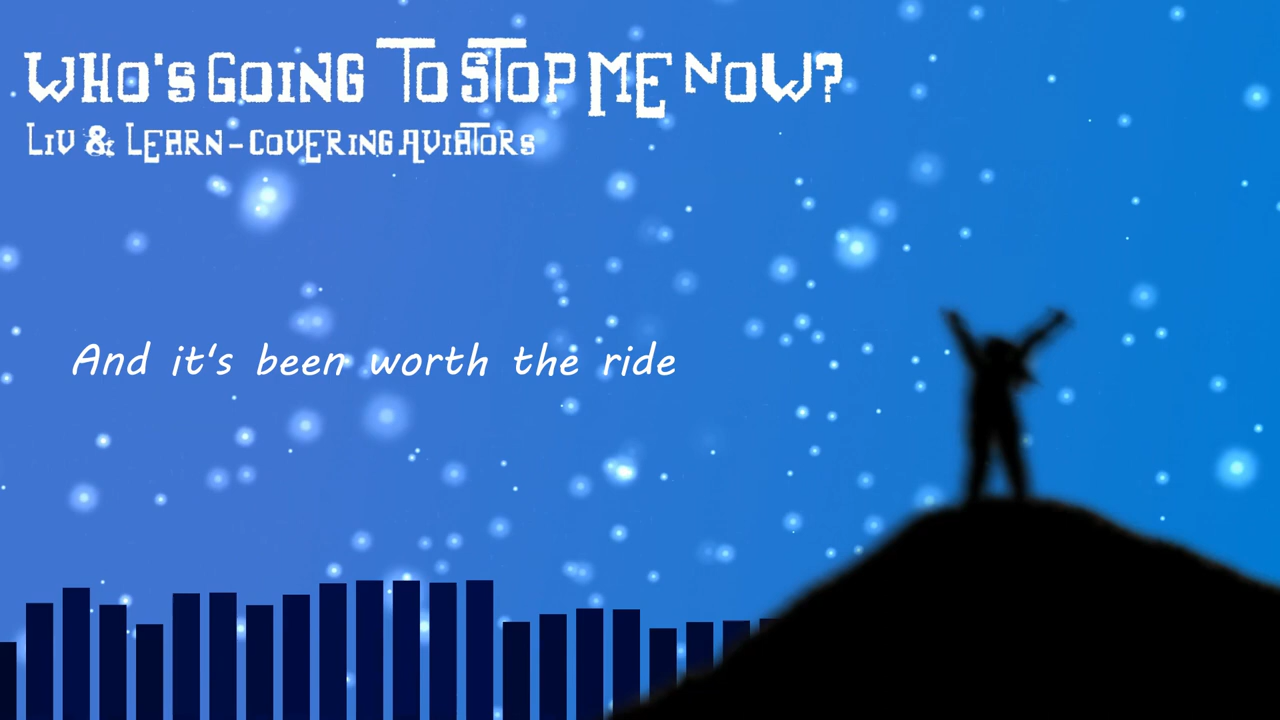 Who's Going To Stop Me Now?
Liv & Learn - covering Aviators
And it's been worth the ride